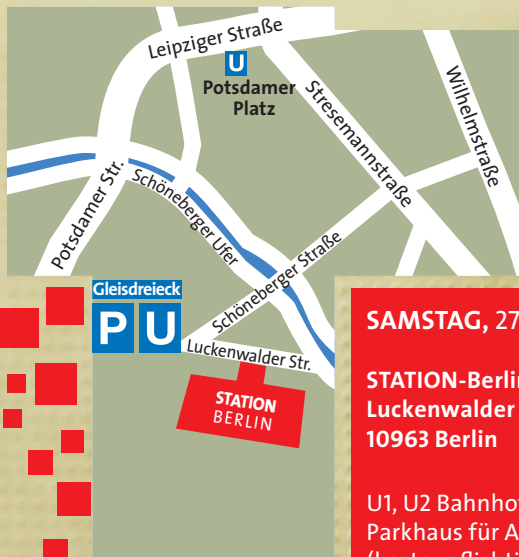 Leipziger Straße
U
Potsdamer
Platz
Stresemannstraße
Wilhelmstraße
Potsdamer Str.
Schöneberger Ufer
Schöneberger Straße
Gleisdreieck
P U
Luckenwalder Str.
STATION
BERLIN
SAMSTAG, 27
STATION-Berlin
Luckenwalder
10963 Berlin
U1, U2 Bahnhof
Parkhaus für A